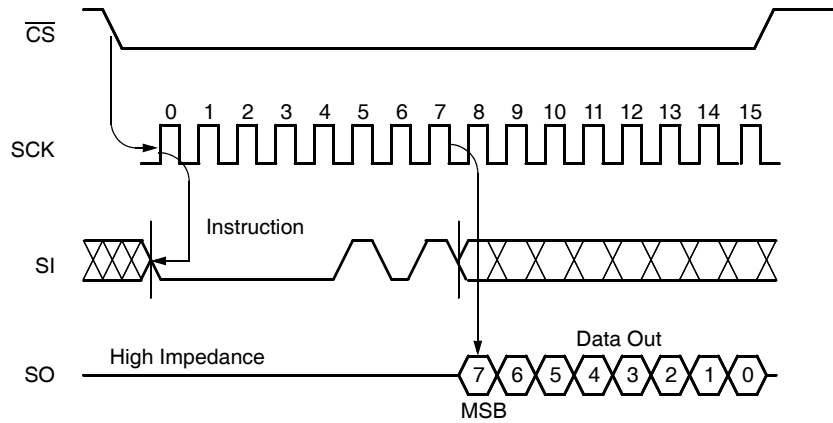 CS
0 1 2 3 4 5 6 7 8 9 10 11 12 13 14 15
SCK
Instruction
SI
High Impedance
Data Out
SO
7 6 5 4 3 2 1 0
MSB